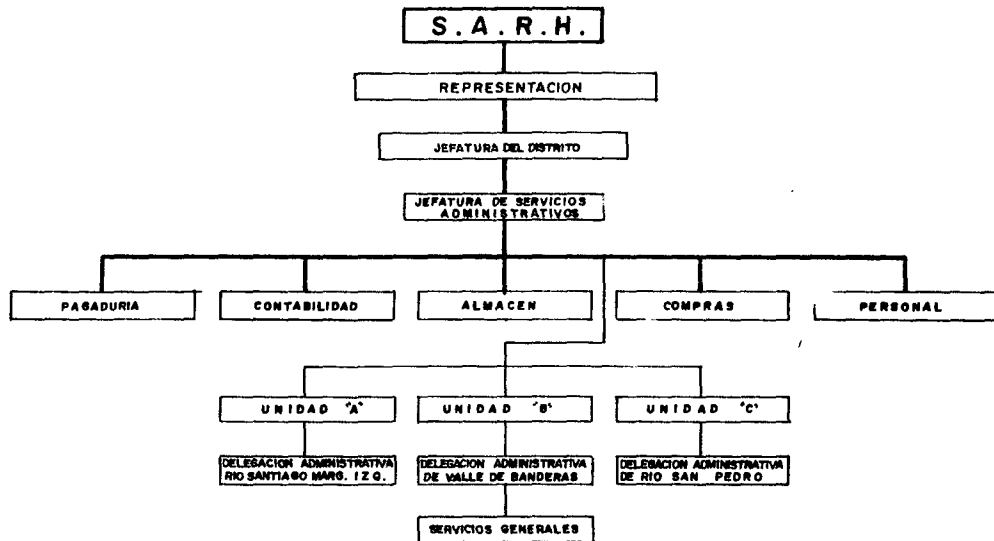 S. A. R. H.
REPRESENTACION
JEFATURA DEL DISTRITO
JEFATURA DE SERVICIOS
ADMINISTRATIVOS
PAGADURIA
CONTABILIDAD
ALMACEN
COMPRAS
PERSONAL
UNIDAD "A"
UNIDAD "B"
UNIDAD "C"
DELEGACION ADMINISTRATIVA
RIO SANTIAGO MARG. IZQ.
DELEGACION ADMINISTRATIVA
DE VALLE DE BANDERAS
DELEGACION ADMINISTRATIVA
DE RIO SAN PEDRO
SERVICIOS GENERALES